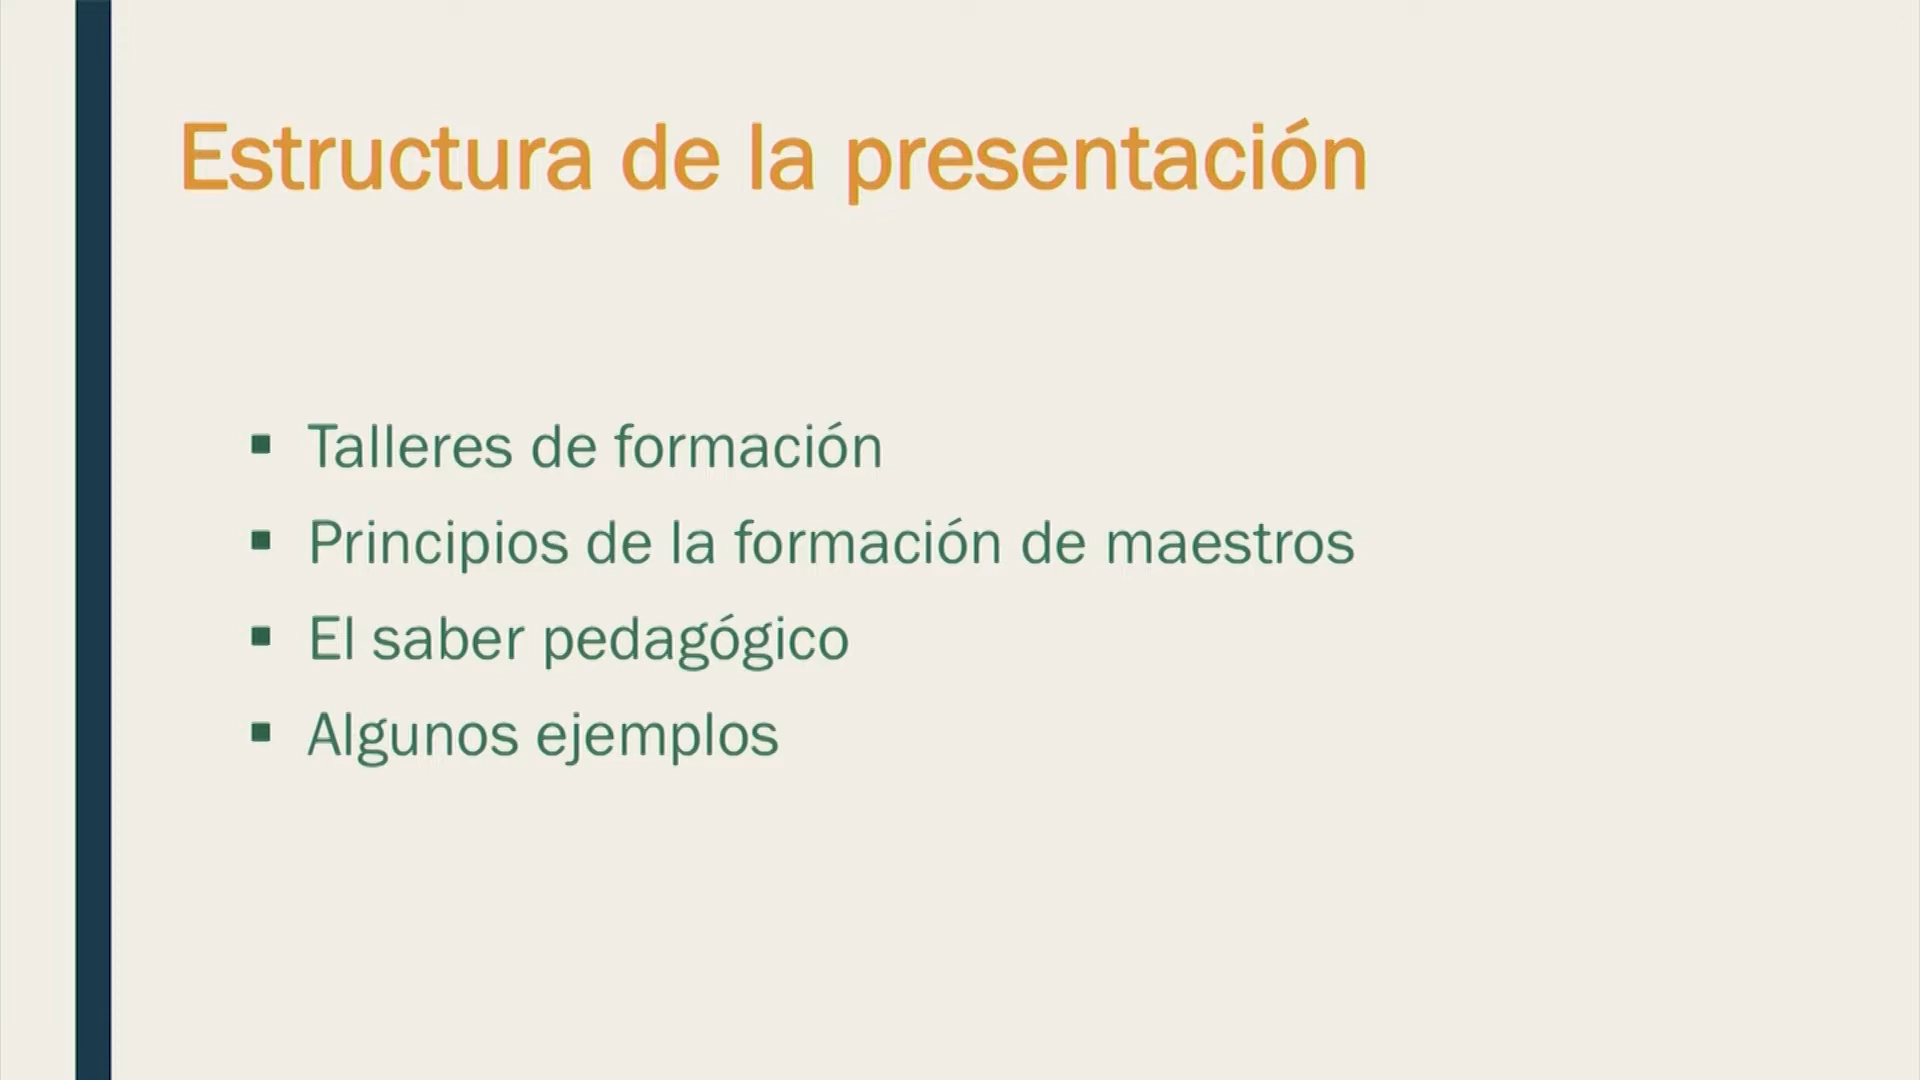 Estructura de la presentación
▪ Talleres de formación
▪ Principios de la formación de maestros
▪ El saber pedagógico
▪ Algunos ejemplos